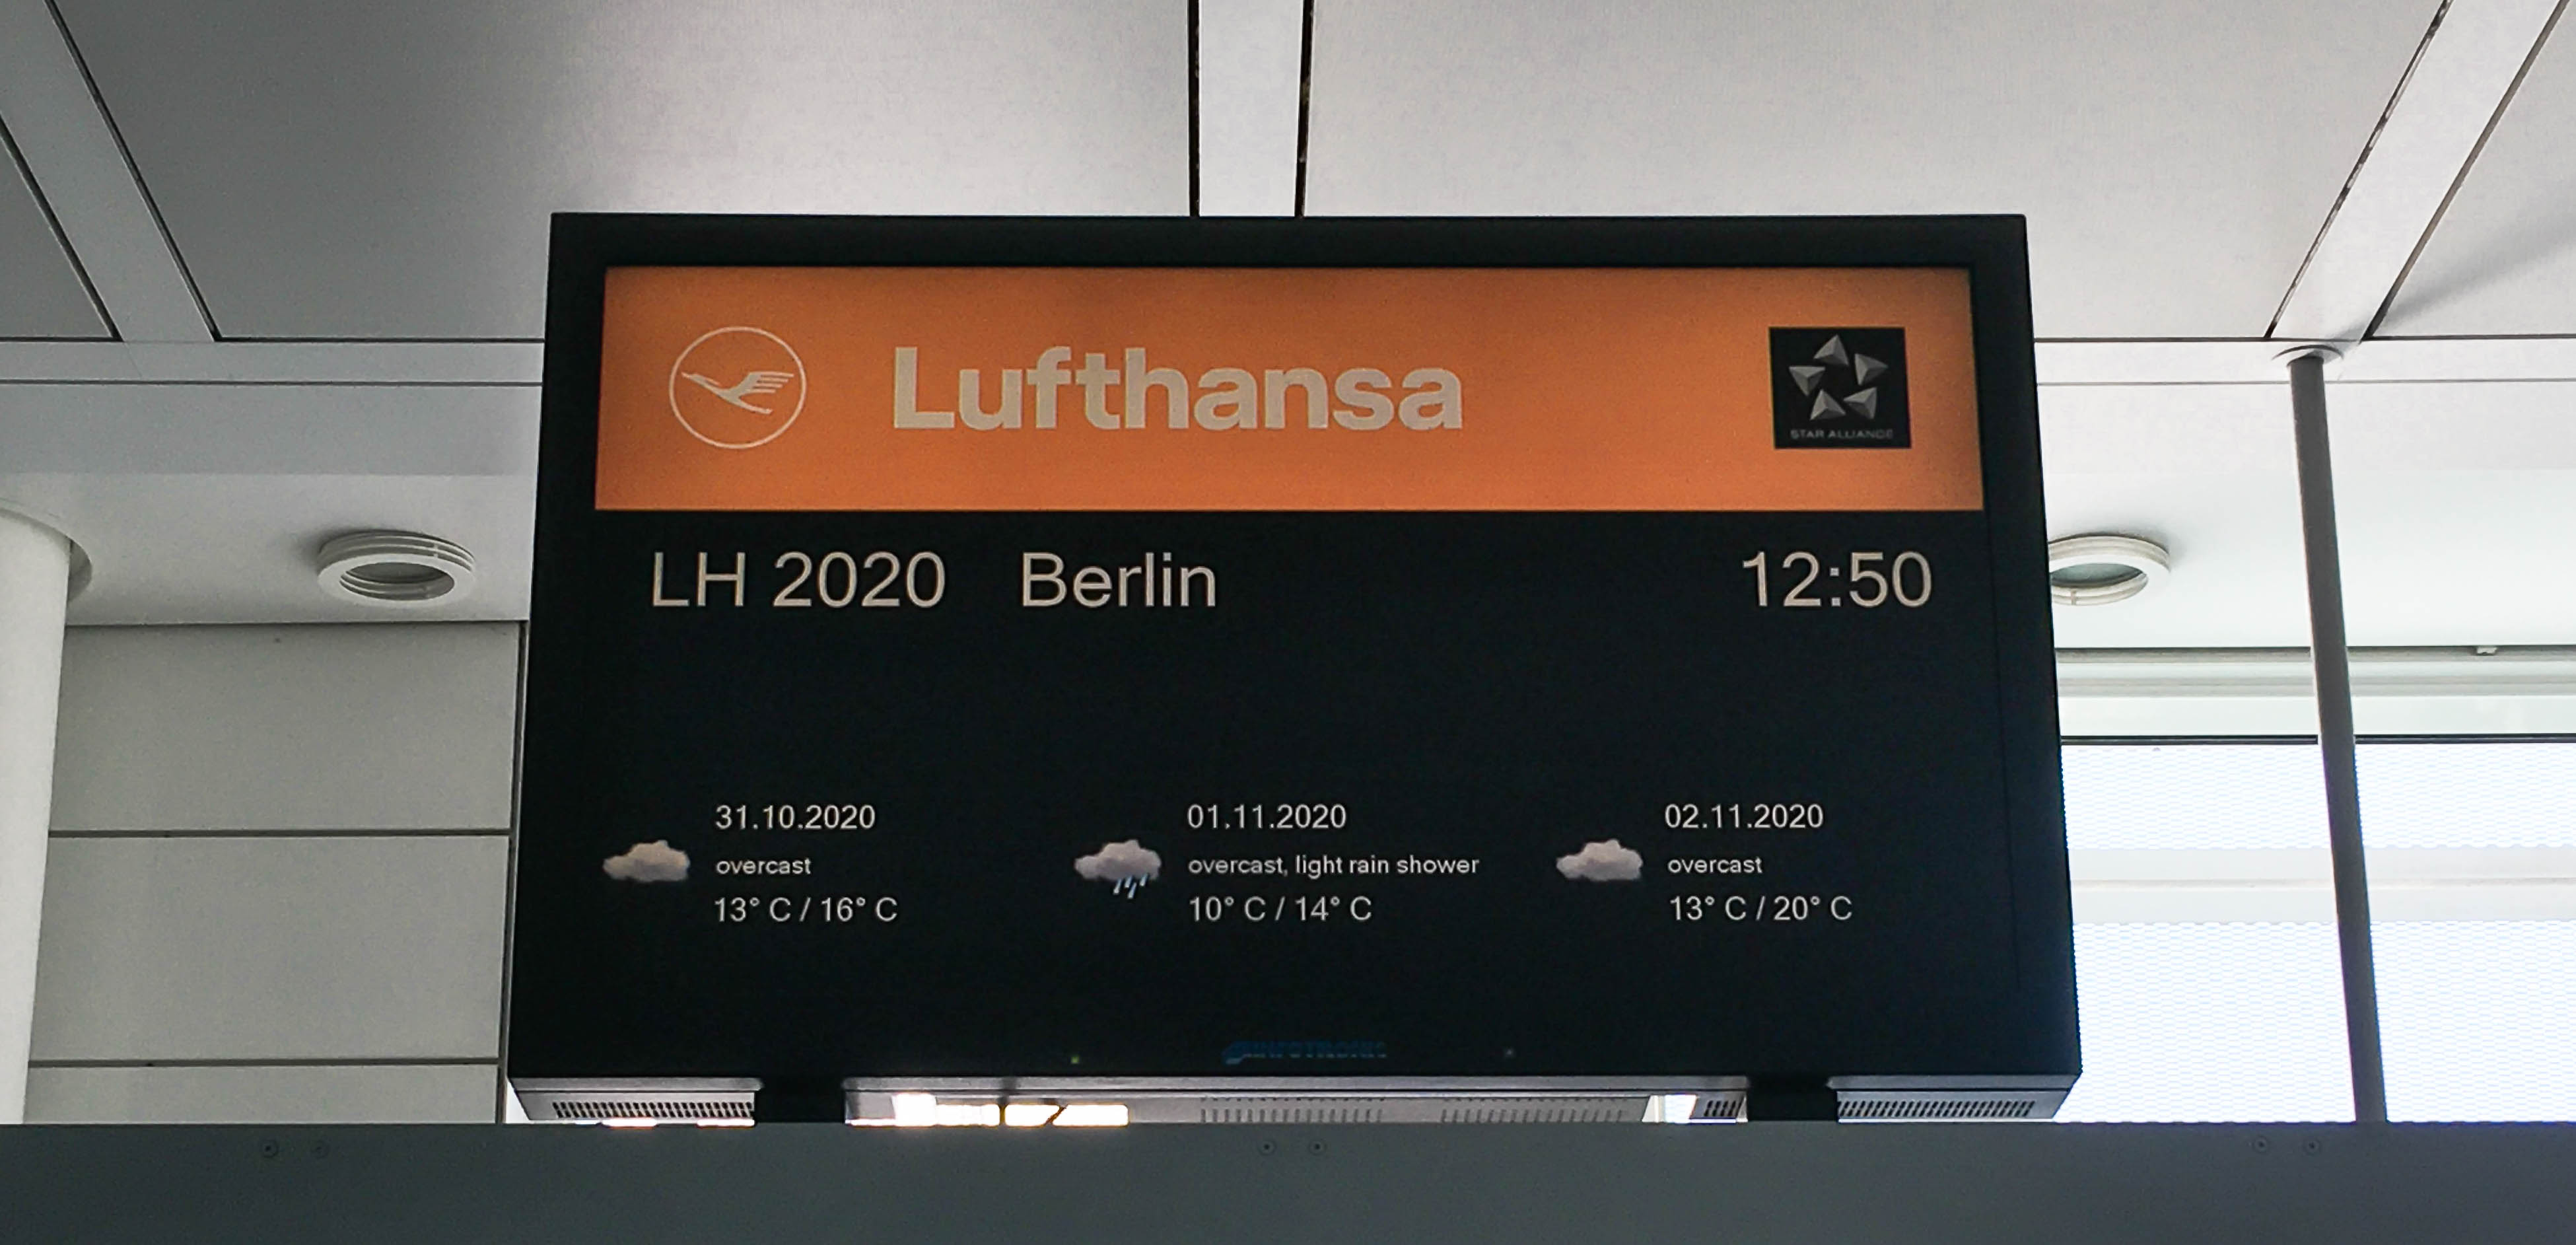 Lufthansa
STAR ALLIANCE
LH 2020 Berlin 12:50
31.10.2020
overcast
13° C / 16° C
01.11.2020
overcast, light rain shower
10° C / 14° C
02.11.2020
overcast
13° C / 20° C
INFOTRONIC